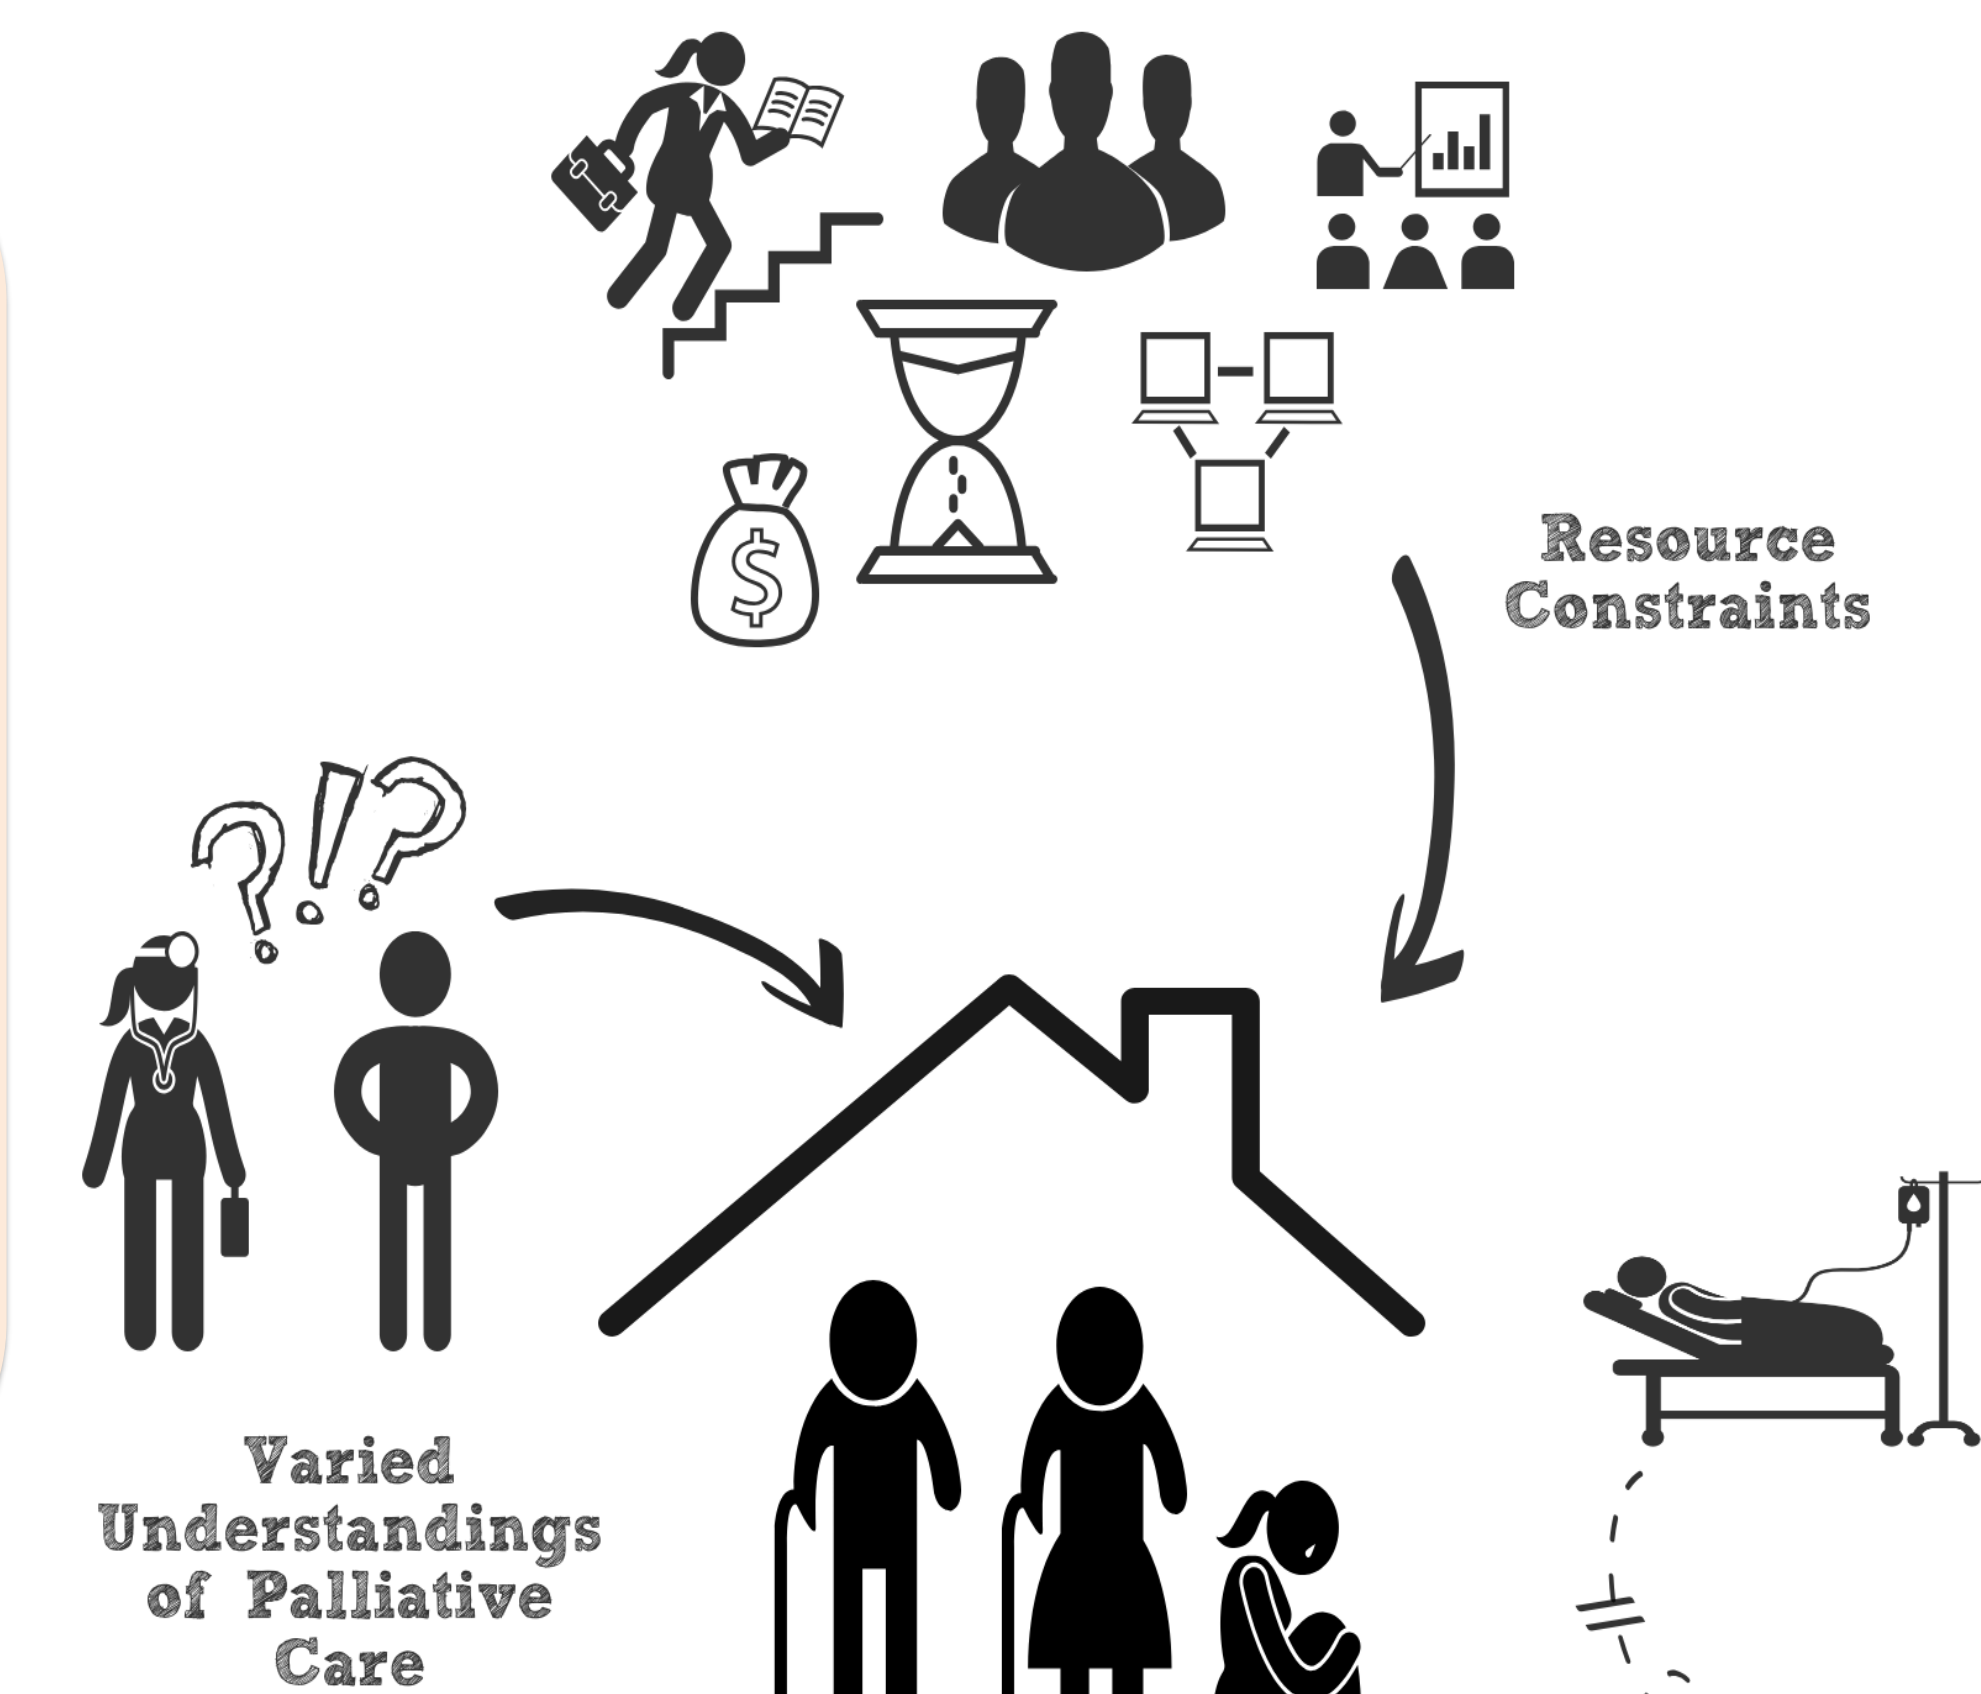 $
Resource
Constraints
?!?
Varied
Understandings
of Palliative
Care